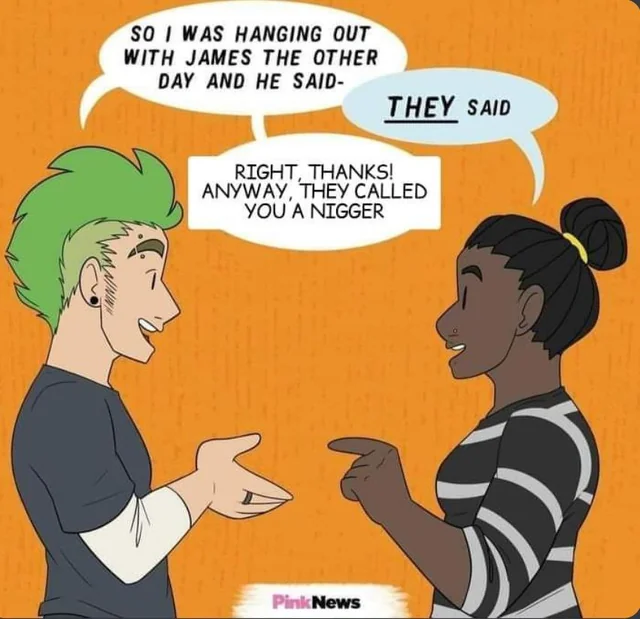 SO I WAS HANGING OUT
WITH JAMES THE OTHER
DAY AND HE SAID-
THEY SAID
RIGHT, THANKS!
ANYWAY, THEY CALLED
YOU A NIGGER
PinkNews